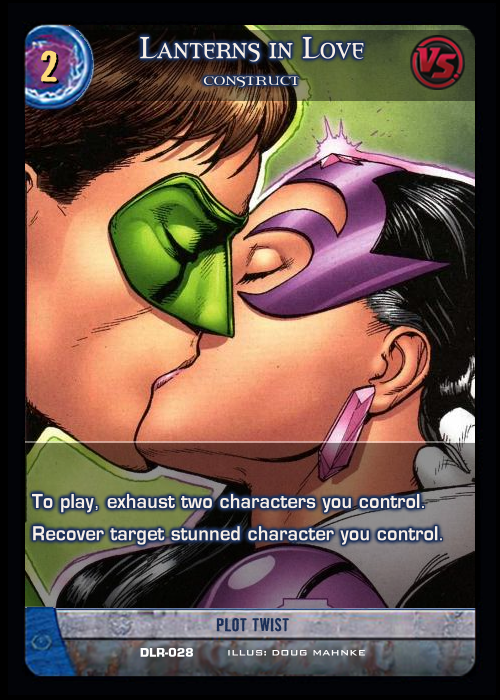 2
Lanterns in Love
VS.
CONSTRUCT
To play, exhaust two characters you control.
Recover target stunned character you control.
PLOT TWIST
DLR-028 ILLUS: DOUG MAHNKE